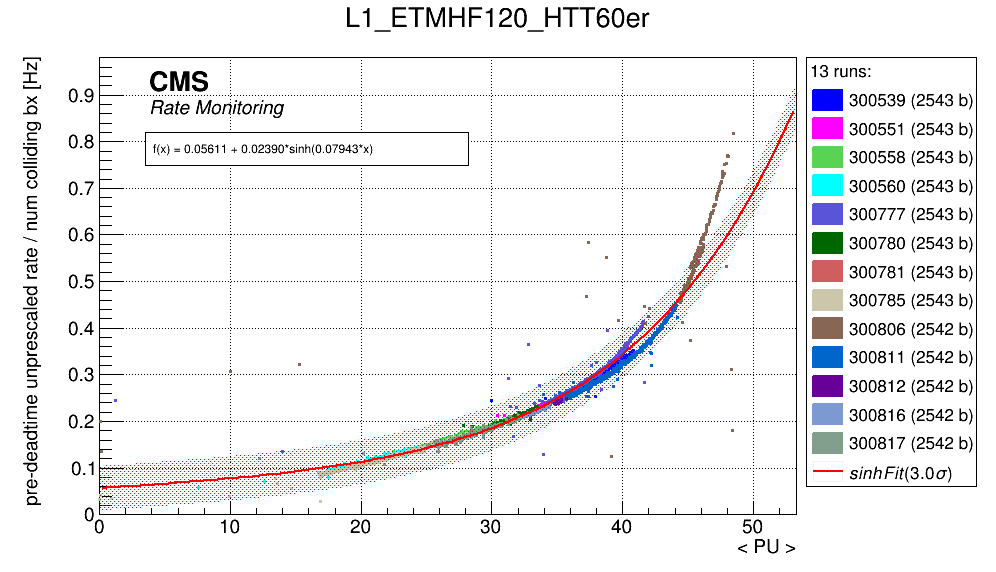 L1_ETMHF120_HTT60er
pre-deadtime unprescaled rate / num colliding bx [Hz]
CMS
Rate Monitoring
f(x) = 0.05611 + 0.02390*sinh(0.07943*x)
0.9
0.8
0.7
0.6
0.5
0.4
0.3
0.2
0.1
0
0
10
20
30
40
50
< PU >
13 runs:
300539 (2543 b)
300551 (2543 b)
300558 (2543 b)
300560 (2543 b)
300777 (2543 b)
300780 (2543 b)
300781 (2543 b)
300785 (2543 b)
300806 (2542 b)
300811 (2542 b)
300812 (2542 b)
300816 (2542 b)
300817 (2542 b)
sinhFit(3.0σ)